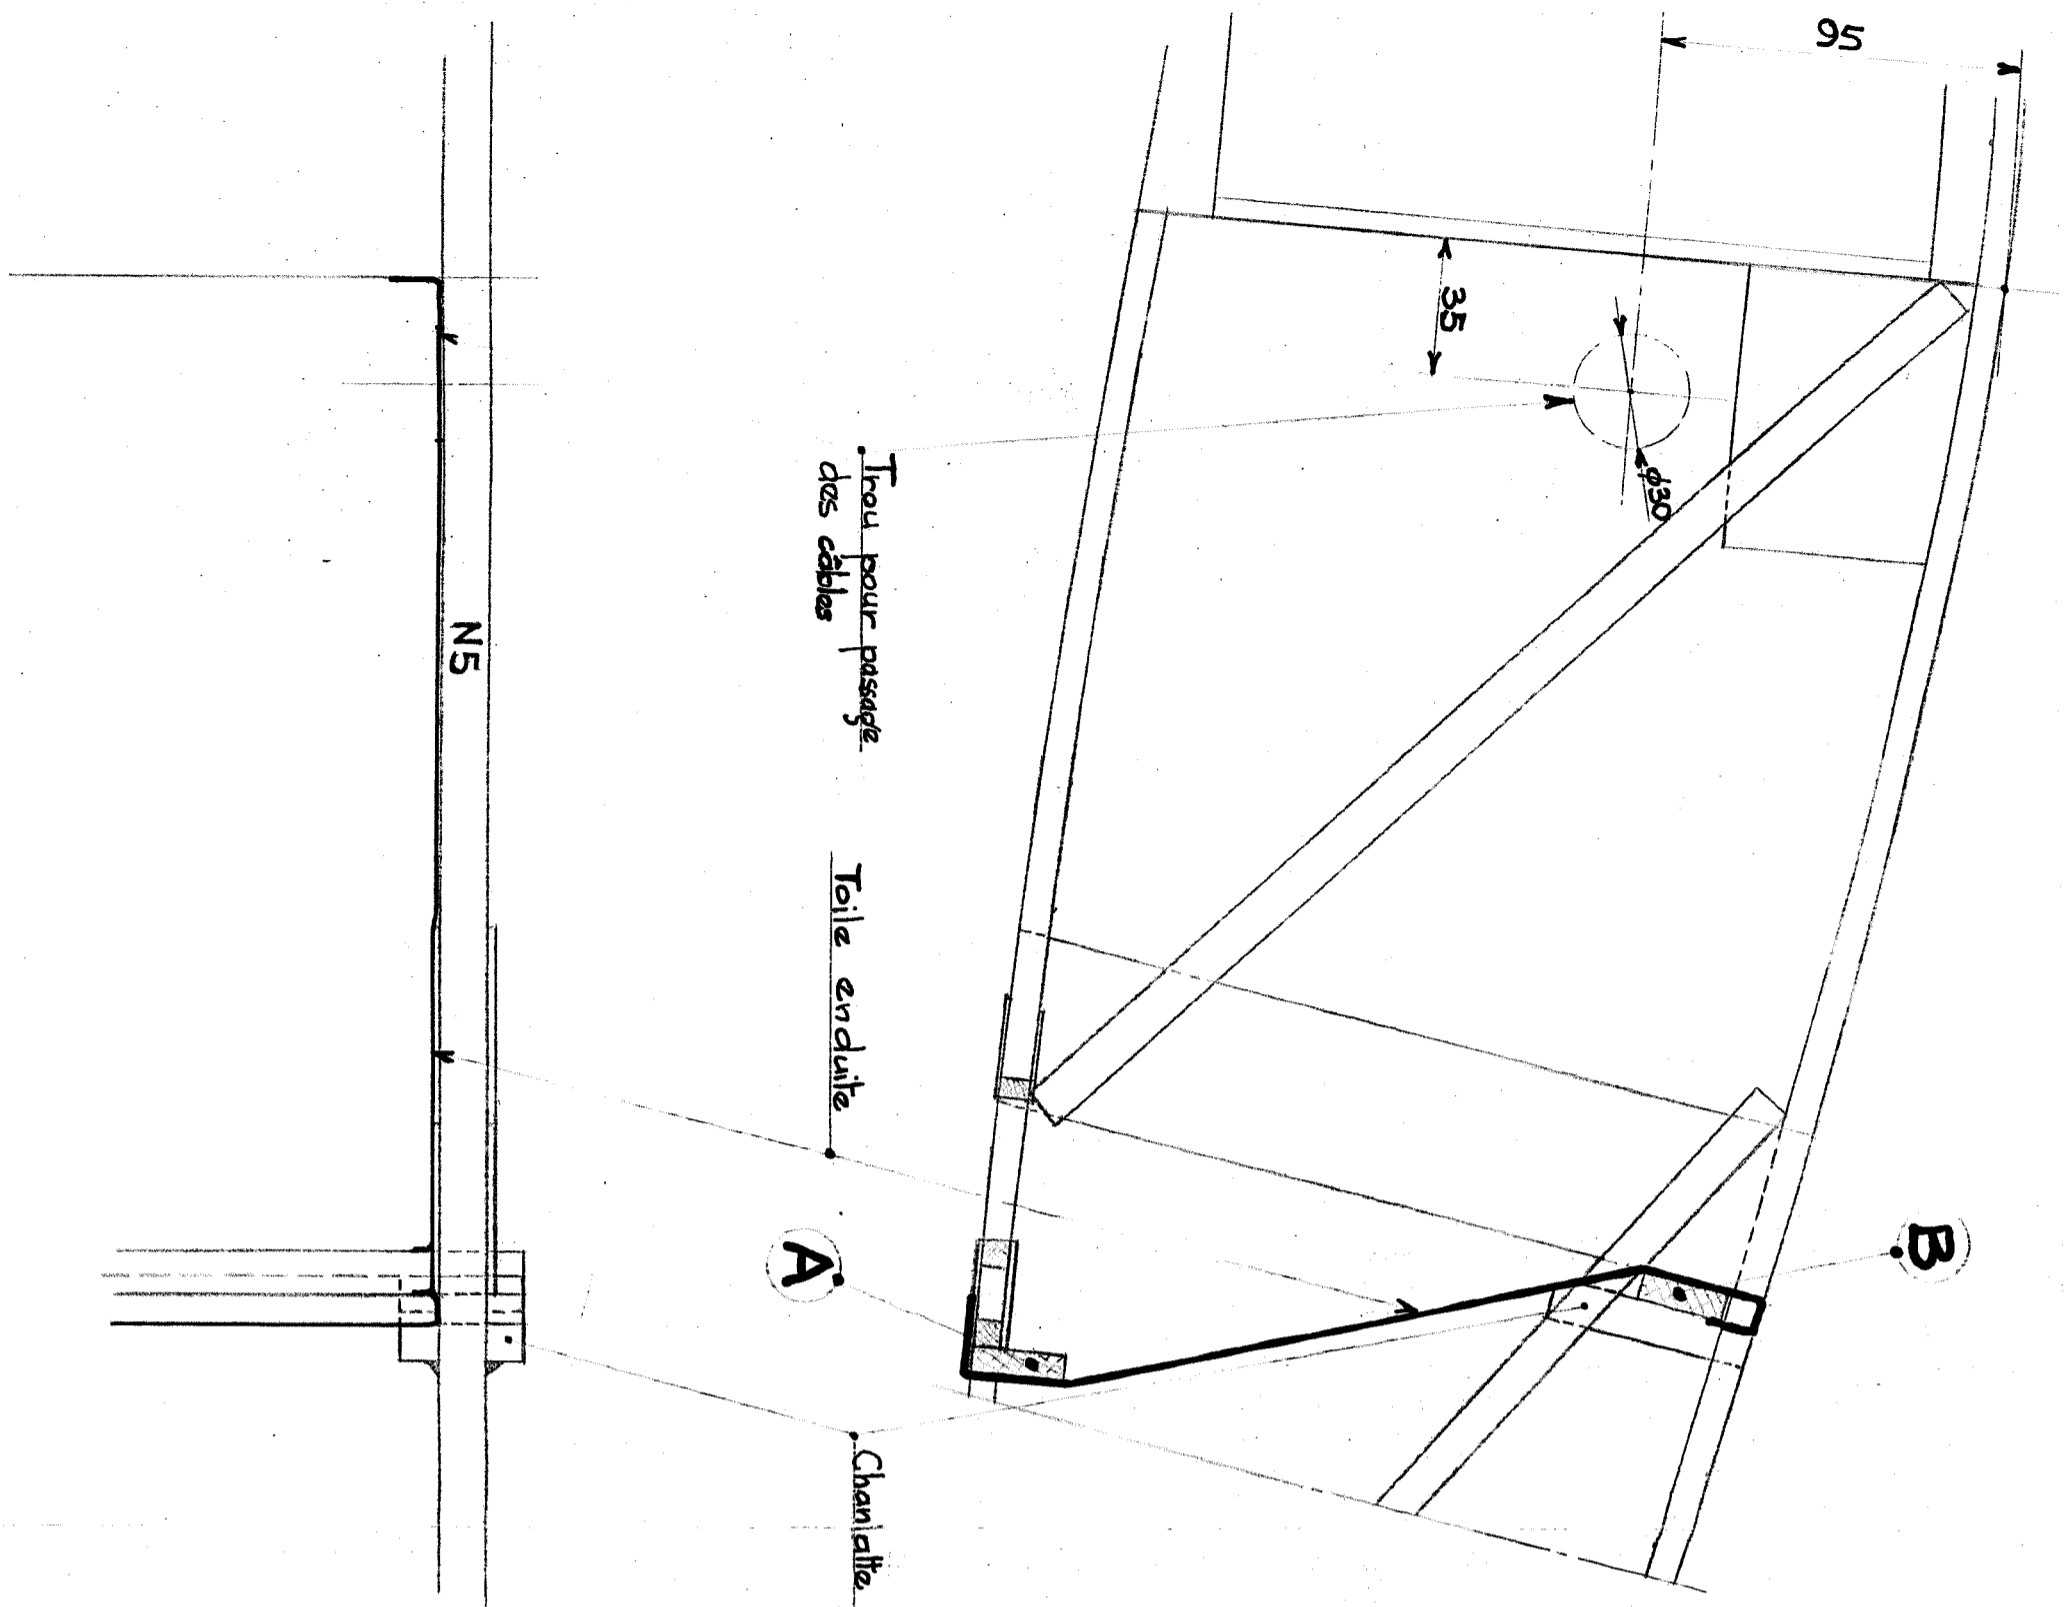 95
35
ϕ30
Trou pour passage
des câbles
N5
Toile enduite
A
B
Chanlatte